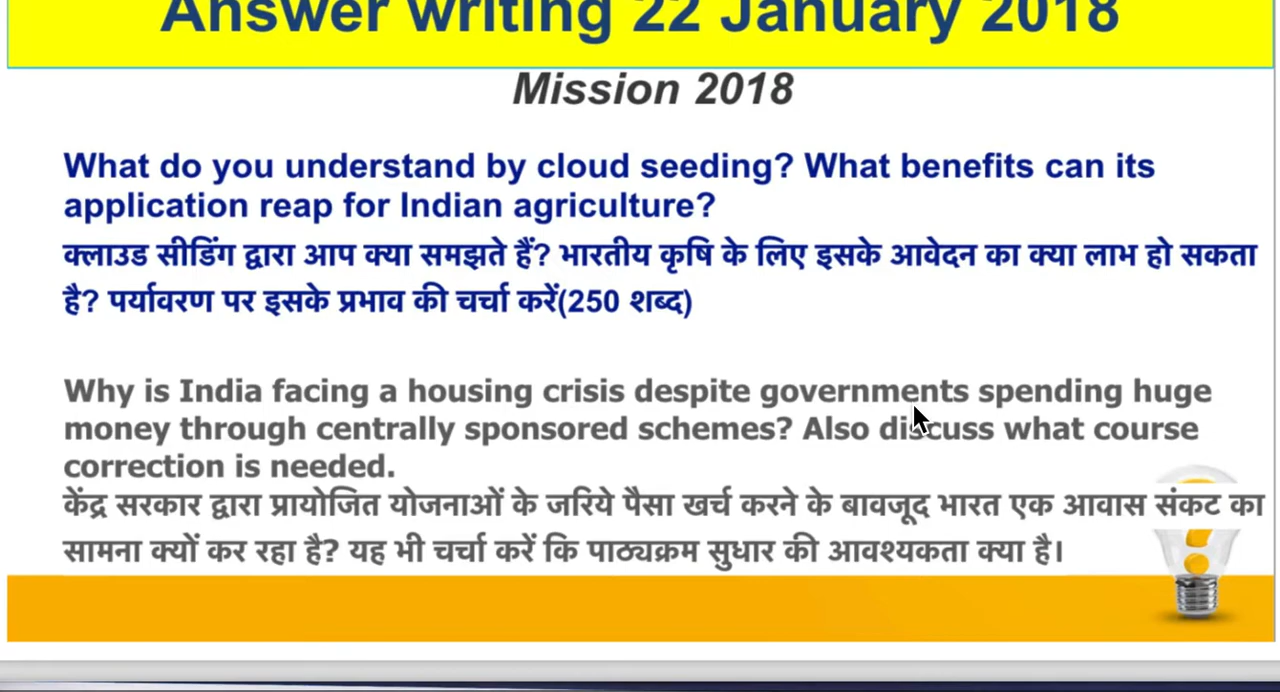 Answer writing 22 January 2018
Mission 2018
What do you understand by cloud seeding? What benefits can its
application reap for Indian agriculture?
क्लाउड सीडिंग द्वारा आप क्या समझते हैं? भारतीय कृषि के लिए इसके आवेदन का क्या लाभ हो सकता
है? पर्यावरण पर इसके प्रभाव की चर्चा करें(250 शब्द)
Why is India facing a housing crisis despite governments spending huge
money through centrally sponsored schemes? Also discuss what course
correction is needed.
केंद्र सरकार द्वारा प्रायोजित योजनाओं के जरिये पैसा खर्च करने के बावजूद भारत एक आवास संकट का
सामना क्यों कर रहा है? यह भी चर्चा करें कि पाठ्यक्रम सुधार की आवश्यकता क्या है।